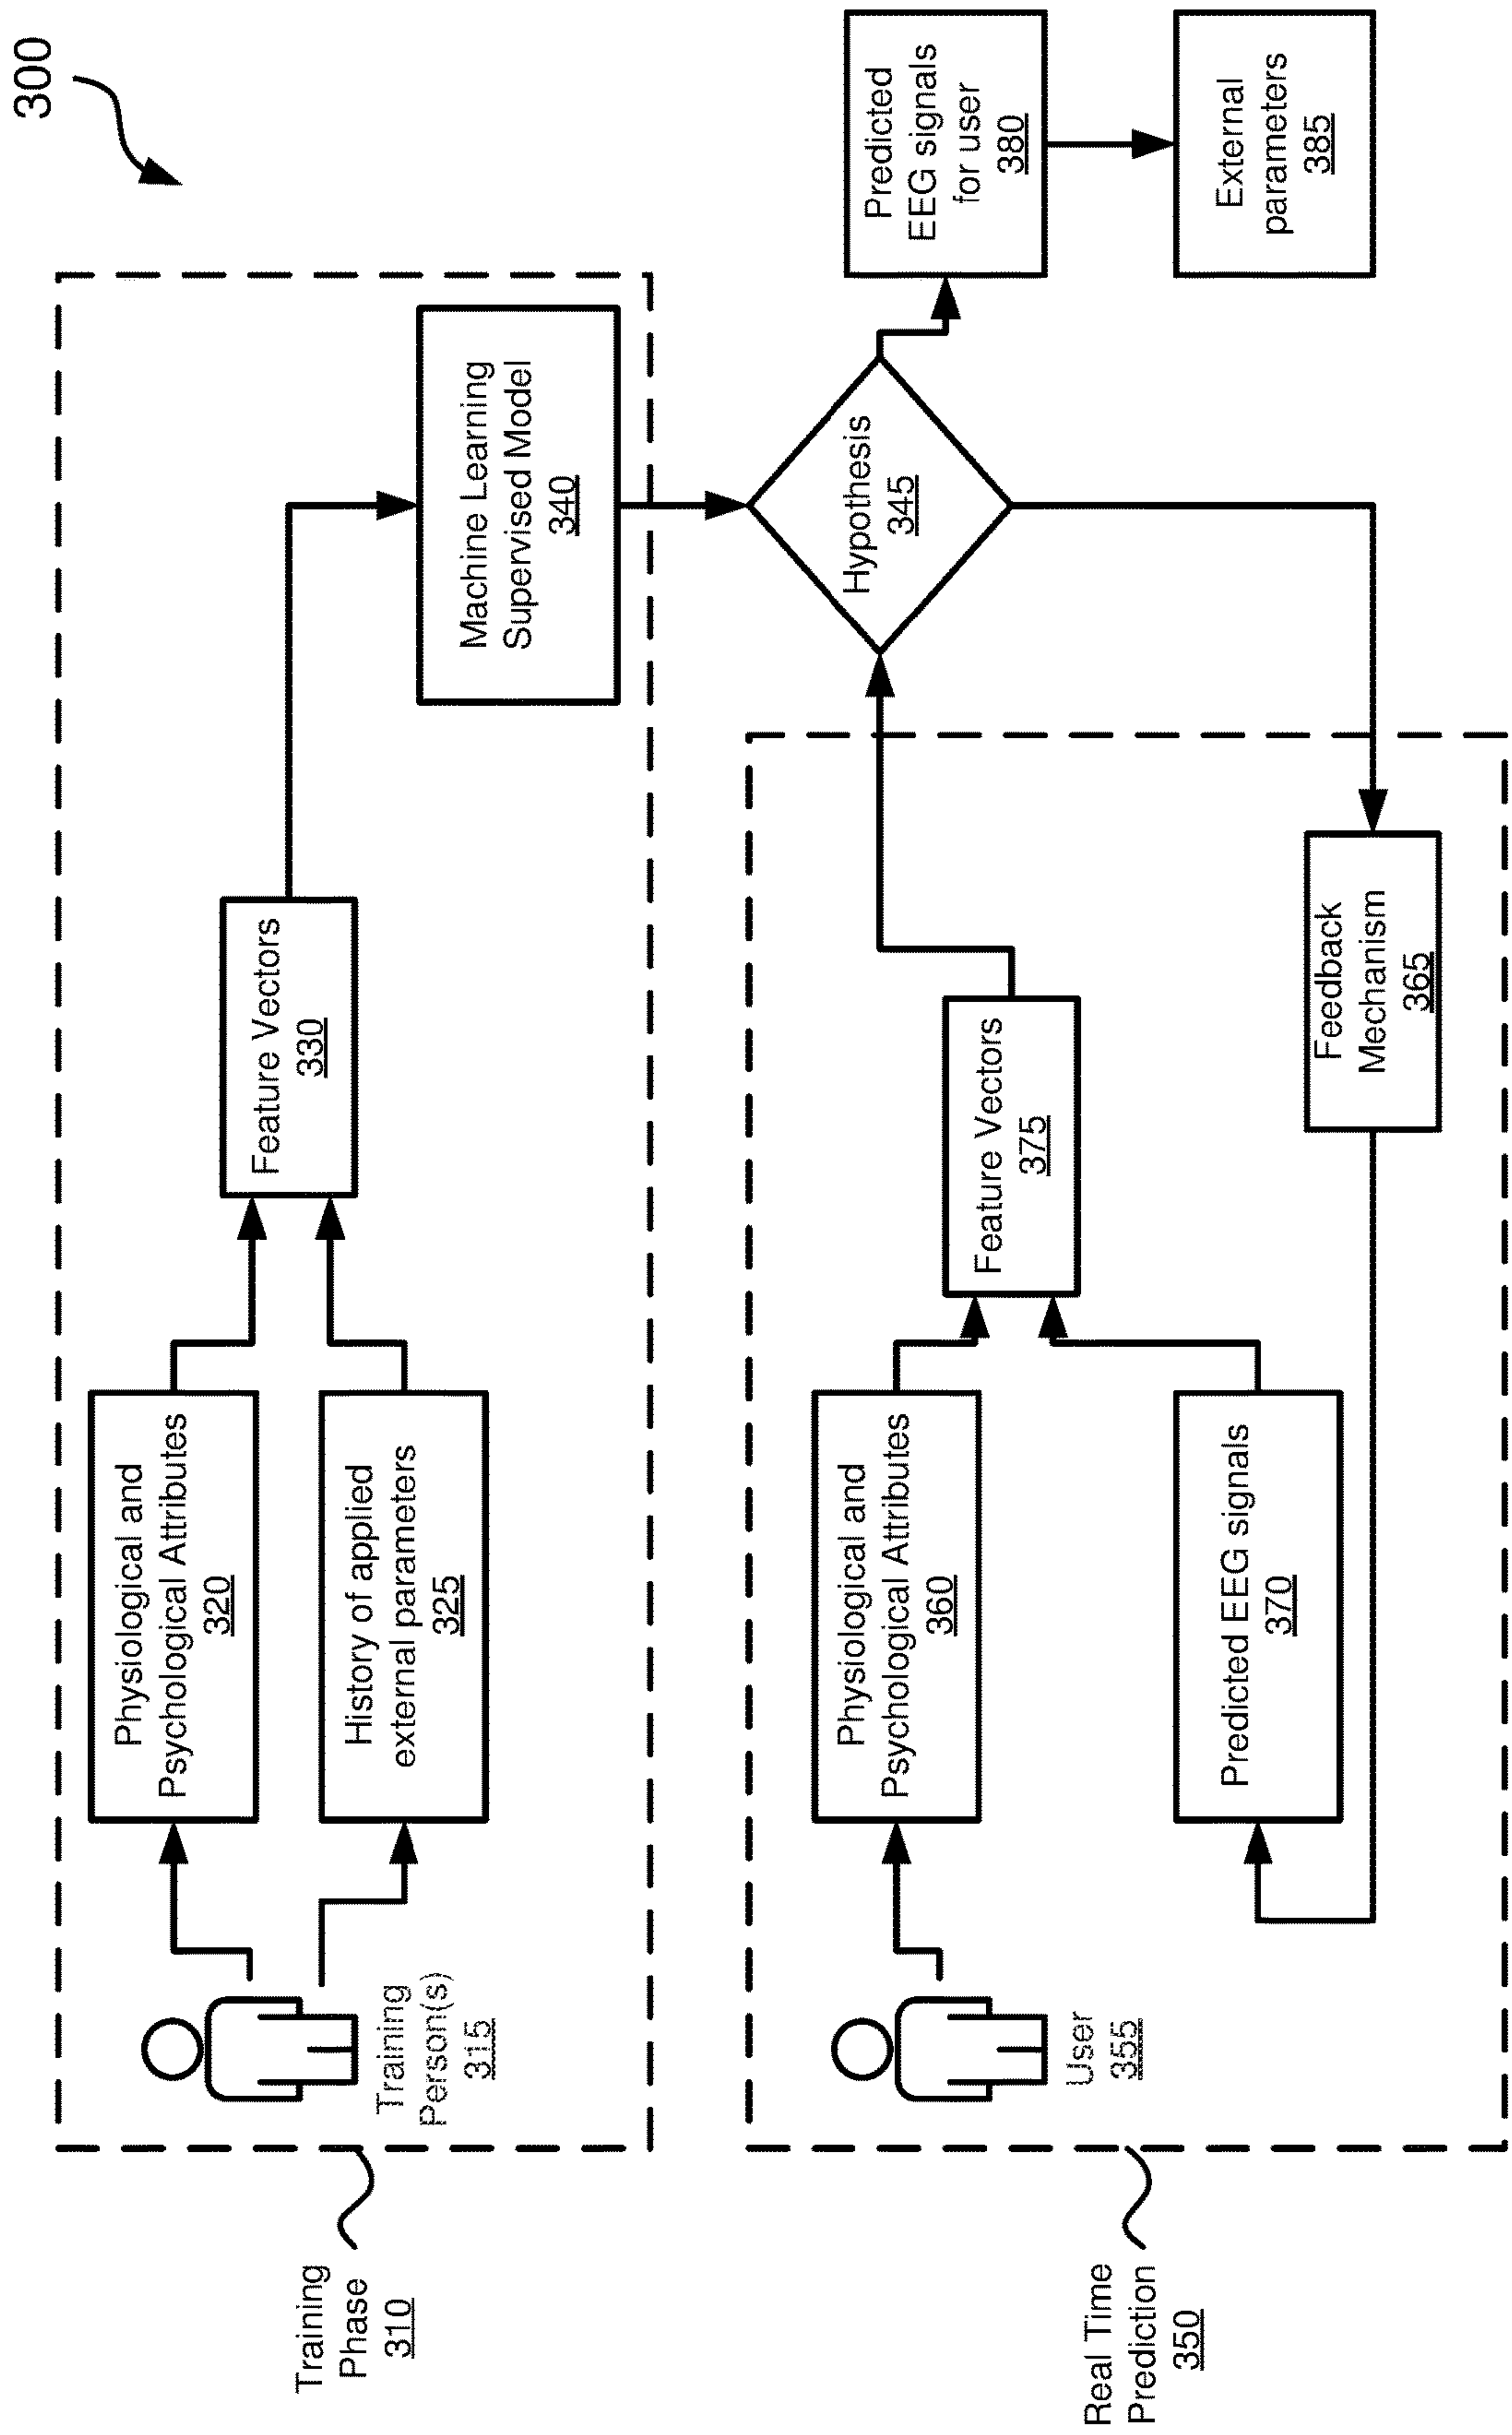 300
Training
Phase
310
Training
Person(s)
315
Physiological and
Psychological Attributes
320
History of applied
external parameters
325
Feature Vectors
330
Machine Learning
Supervised Model
340
Hypothesis
345
Real Time
Prediction
350
User
355
Physiological and
Psychological Attributes
360
Predicted EEG signals
370
Feature Vectors
375
Feedback
Mechanism
365
Predicted
EEG signals
for user
380
External
parameters
385